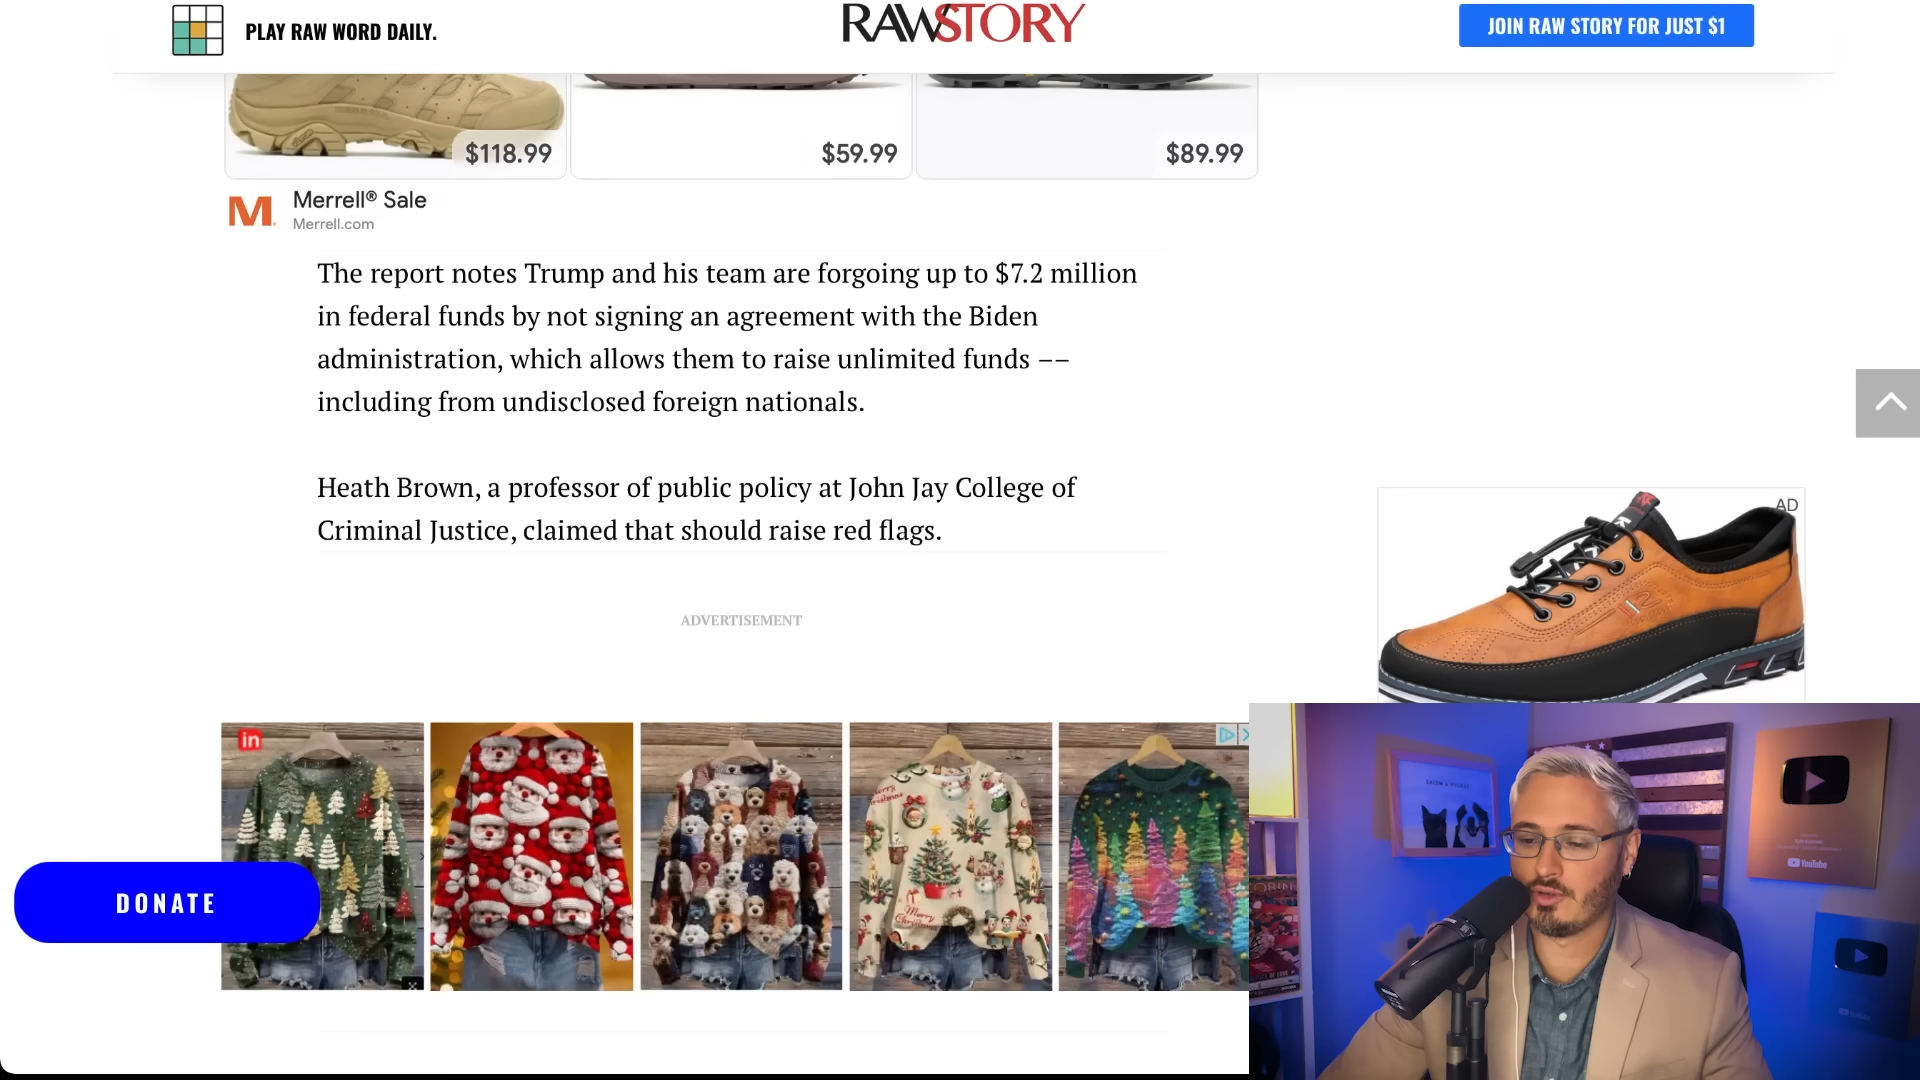 PLAY RAW WORD DAILY.
RAWSTORY
JOIN RAW STORY FOR JUST $1
$118.99
$59.99
$89.99
Merrell® Sale
Merrell.com
The report notes Trump and his team are forgoing up to $7.2 million
in federal funds by not signing an agreement with the Biden
administration, which allows them to raise unlimited funds ––
including from undisclosed foreign nationals.
Heath Brown, a professor of public policy at John Jay College of
Criminal Justice, claimed that should raise red flags.
AD
ADVERTISEMENT
in
Merry
Christmas
DONATE
YouTube